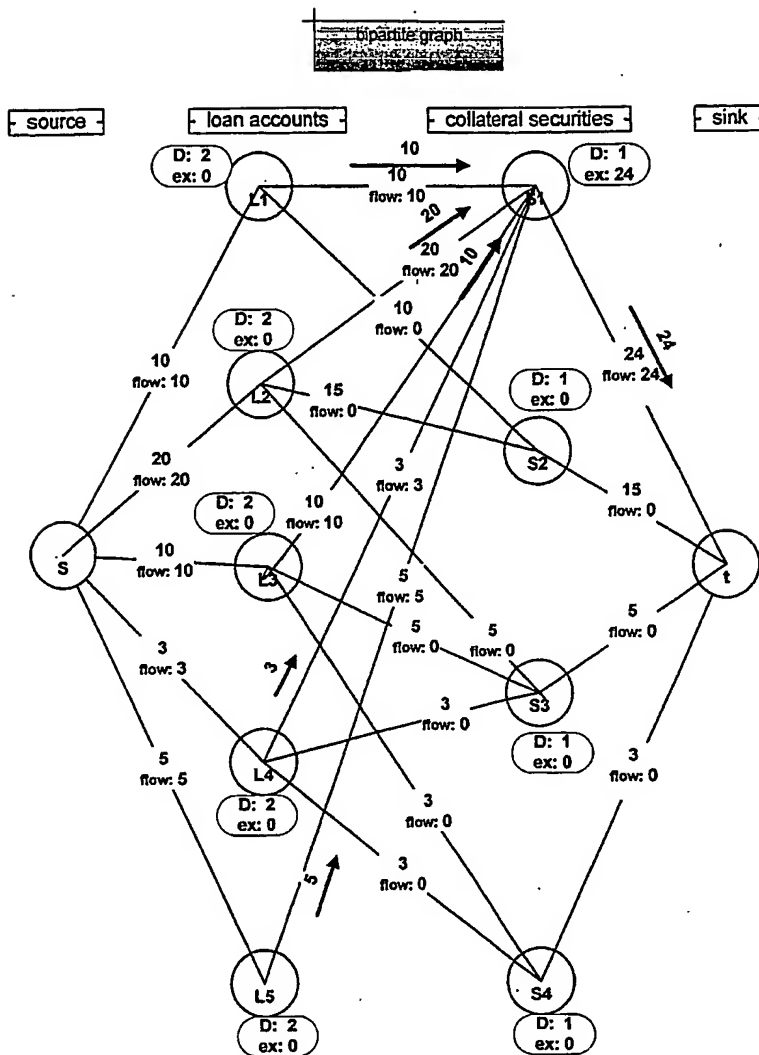 bipartite graph
source
loan accounts
collateral securities
sink
D: 2
ex: 0
L1
10
10
flow: 10
D: 1
ex: 24
S1
20
20
flow: 20
10
D: 2
ex: 0
L2
10
flow: 0
24
24
flow: 24
10
flow: 10
15
flow: 0
D: 1
ex: 0
S2
20
flow: 20
3
flow: 3
15
flow: 0
D: 2
ex: 0
10
flow: 10
S
10
flow: 10
L3
t
5
flow: 5
5
flow: 0
5
flow: 0
5
flow: 0
3
flow: 3
3
3
flow: 0
S3
D: 1
ex: 0
5
flow: 5
L4
D: 2
ex: 0
3
flow: 0
3
flow: 0
3
flow: 0
5
L5
D: 2
ex: 0
S4
D: 1
ex: 0